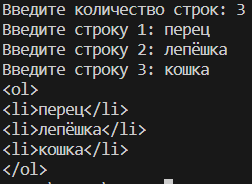 Введите количество строк: 3
Введите строку 1: перец
Введите строку 2: лепёшка
Введите строку 3: кошка
<ol>
<li>перец</li>
<li>лепёшка</li>
<li>кошка</li>
</ol>